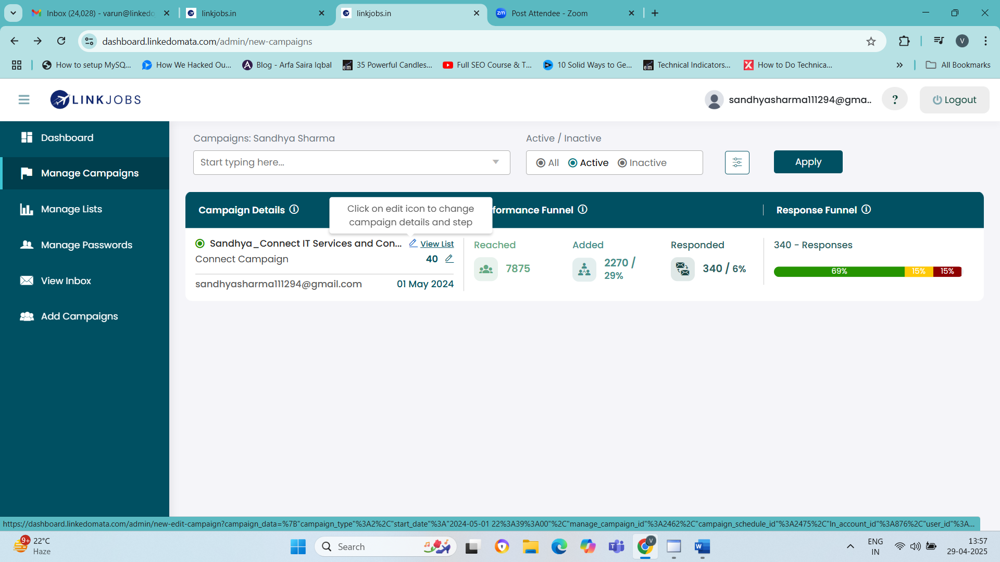 Inbox (24,028) - varun@linkedo
linkjobs.in
linkjobs.in
zm
Post Attendee - Zoom
dashboard.linkedomata.com/admin/new-campaigns
V
How to setup MySQ...
How We Hacked Ou...
Blog - Arfa Saira Iqbal
35 Powerful Candles...
Full SEO Course & T...
10 Solid Ways to Ge...
Technical Indicators...
How to Do Technica...
All Bookmarks
LINKJOBS
sandhyasharma111294@gma..
?
Logout
Dashboard
Manage Campaigns
Manage Lists
Manage Passwords
View Inbox
Add Campaigns
Campaigns: Sandhya Sharma
Active / Inactive
Start typing here...
All
Active
Inactive
Apply
Campaign Details
Click on edit icon to change
campaign details and step
formance Funnel
Response Funnel
Sandhya_Connect IT Services and Con...
View List
Connect Campaign
40
sandhyasharma111294@gmail.com
01 May 2024
Reached
7875
Added
2270 /
29%
Responded
340 / 6%
340 - Responses
69%
15%
15%
https://dashboard.linkedomata.com/admin/new-edit-campaign?campaign_data=%7B"campaign_type"%3A2%2C"start_date"%3A"2024-05-01 22%3A39%3A00"%2C"manage_campaign_id"%3A2462%2C"campaign_schedule_id"%3A2475%2C"ln_account_id"%3A876%2C"user_id"%3A...
9+
22°C
Haze
Search
V
ENG
IN
13:57
29-04-2025